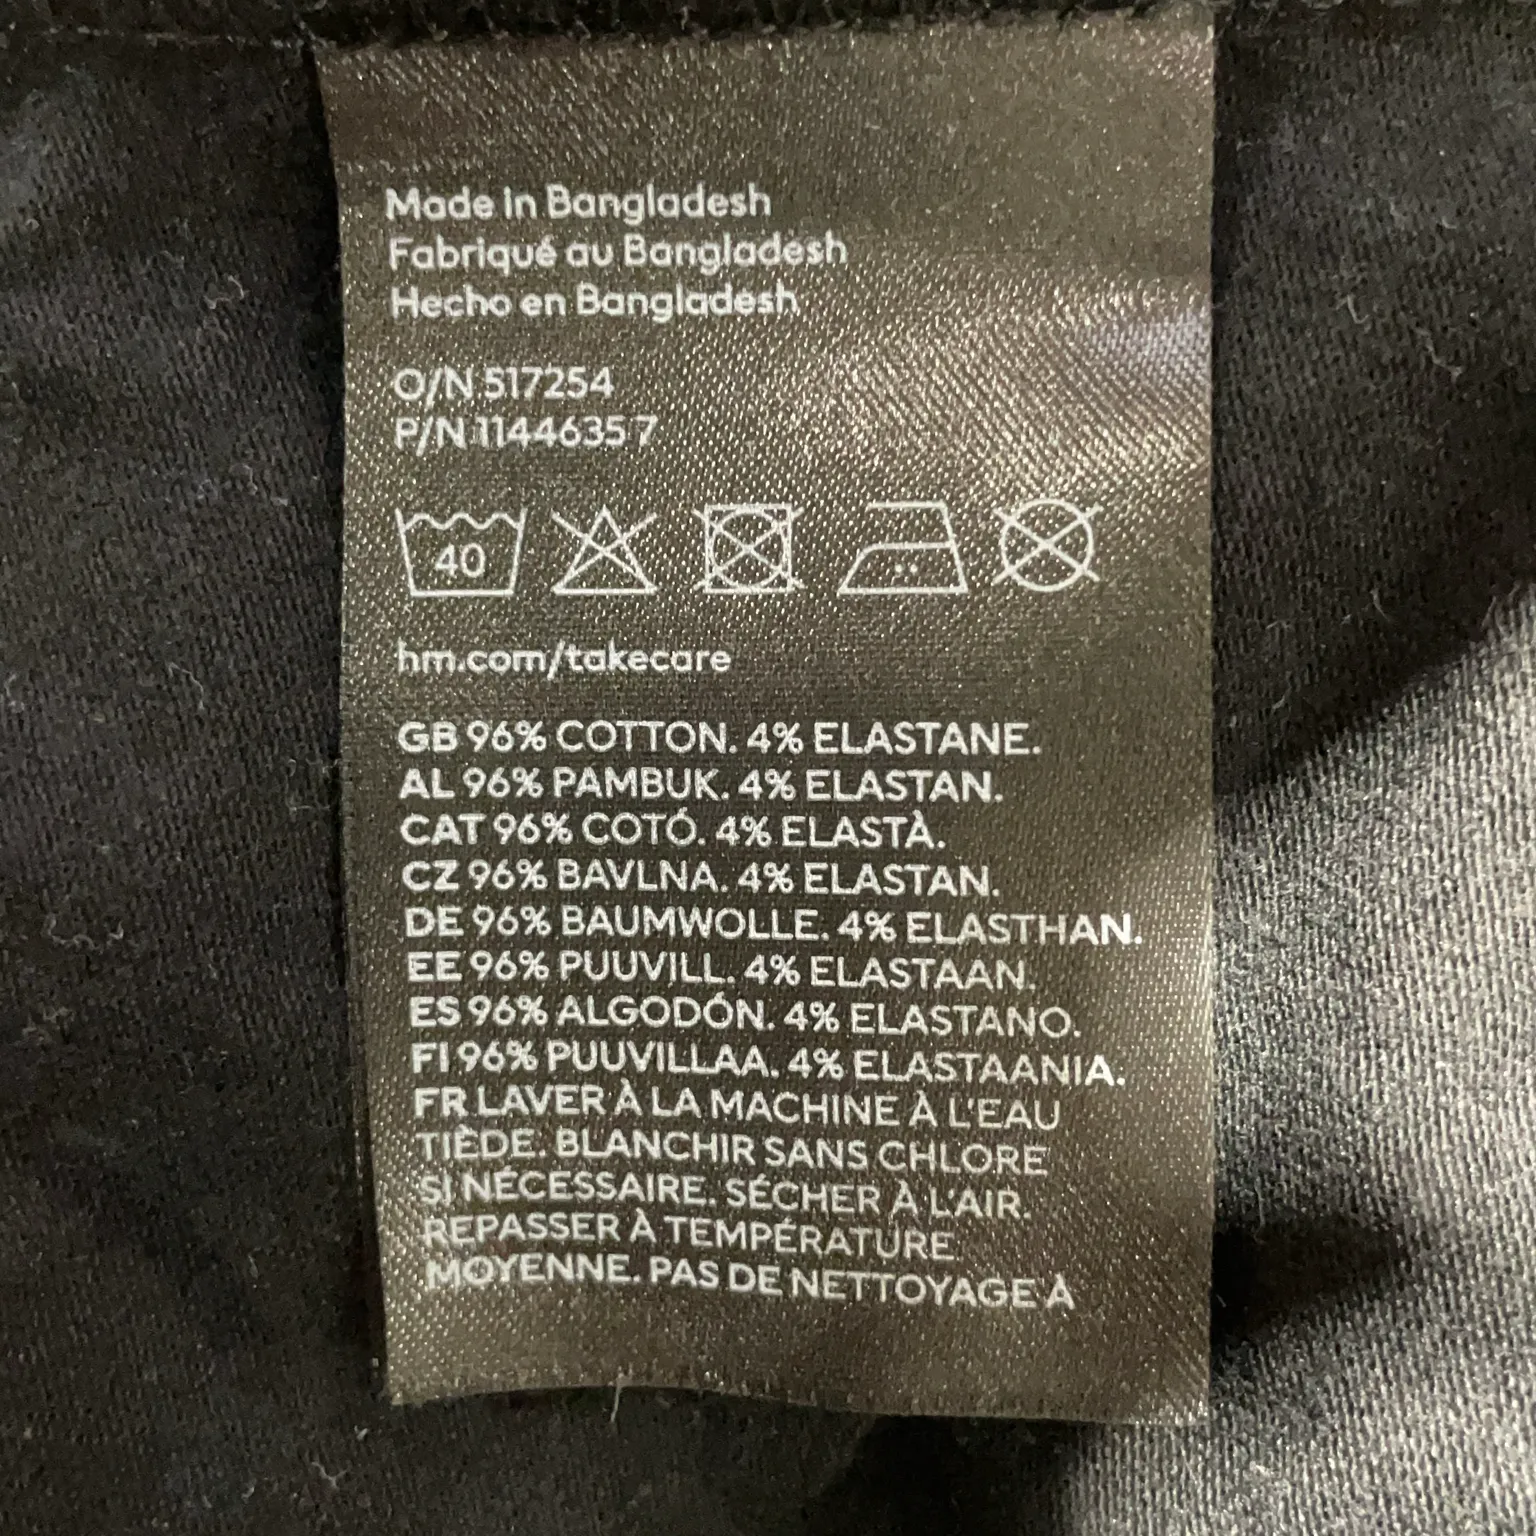 Made in Bangladesh
Fabriqué au Bangladesh
Hecho en Bangladesh
O/N 517254
P/N 11446357
40
hm.com/takecare
GB 96% COTTON. 4% ELASTANE.
AL 96% PAMBUK. 4% ELASTAN.
CAT 96% COTÓ. 4% ELASTÀ.
CZ 96% BAVLNA. 4% ELASTAN.
DE 96% BAUMWOLLE. 4% ELASTHAN.
EE 96% PUUVILL. 4% ELASTAAN.
ES 96% ALGODÓN. 4% ELASTANO.
FI 96% PUUVILLAA. 4% ELASTAANIA.
FR LAVER À LA MACHINE À L'EAU
TIÈDE. BLANCHIR SANS CHLORE
SI NÉCESSAIRE. SÉCHER À L'AIR.
REPASSER À TEMPÉRATURE
MOYENNE. PAS DE NETTOYAGE À